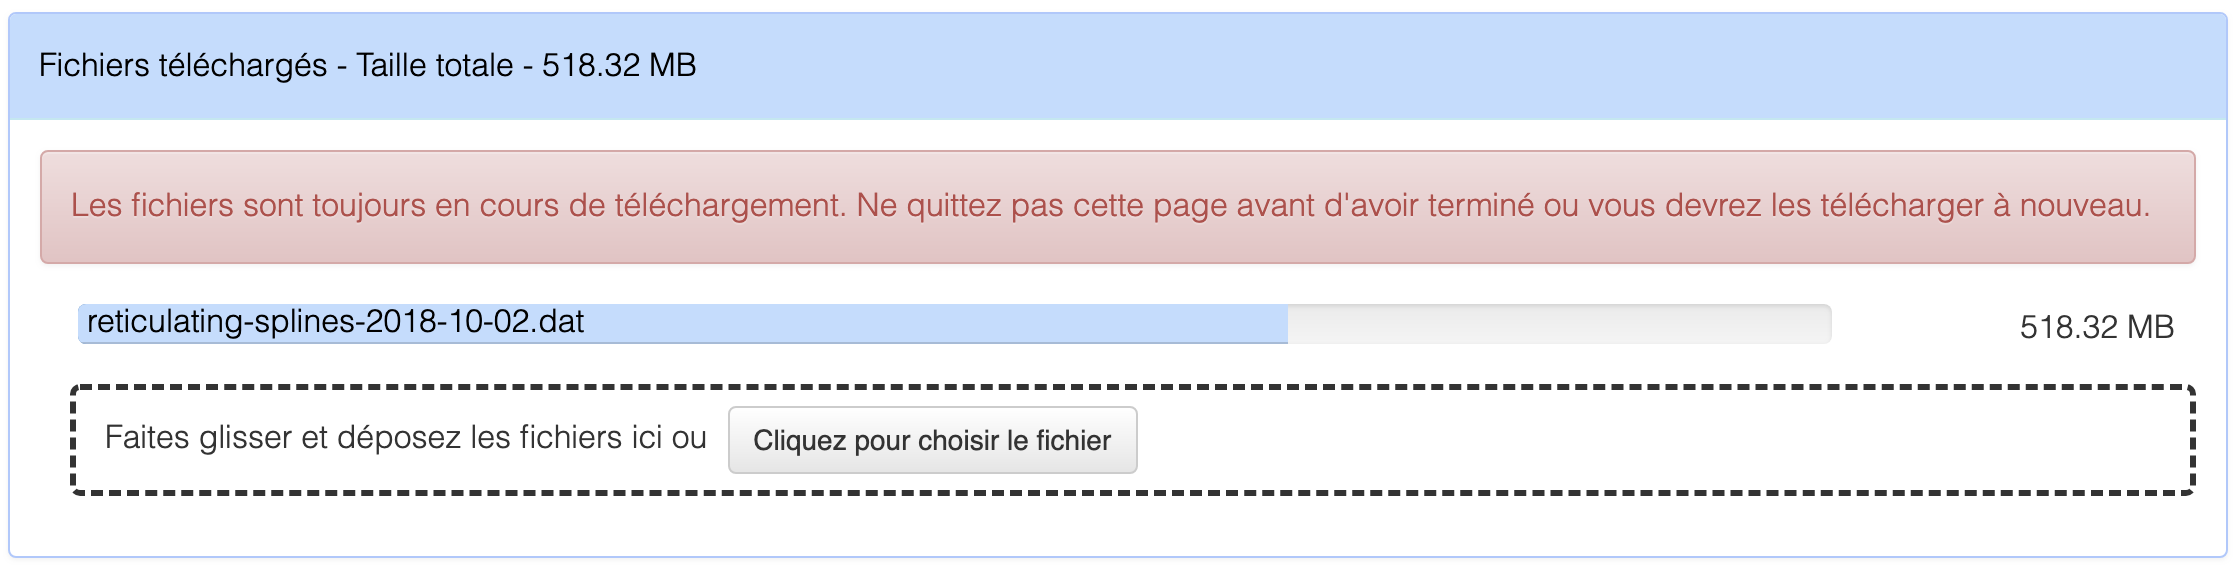 Fichiers téléchargés - Taille totale - 518.32 MB
Les fichiers sont toujours en cours de téléchargement. Ne quittez pas cette page avant d'avoir terminé ou vous devrez les télécharger à nouveau.
reticulating-splines-2018-10-02.dat 518.32 MB
Faites glisser et déposez les fichiers ici ou Cliquez pour choisir le fichier